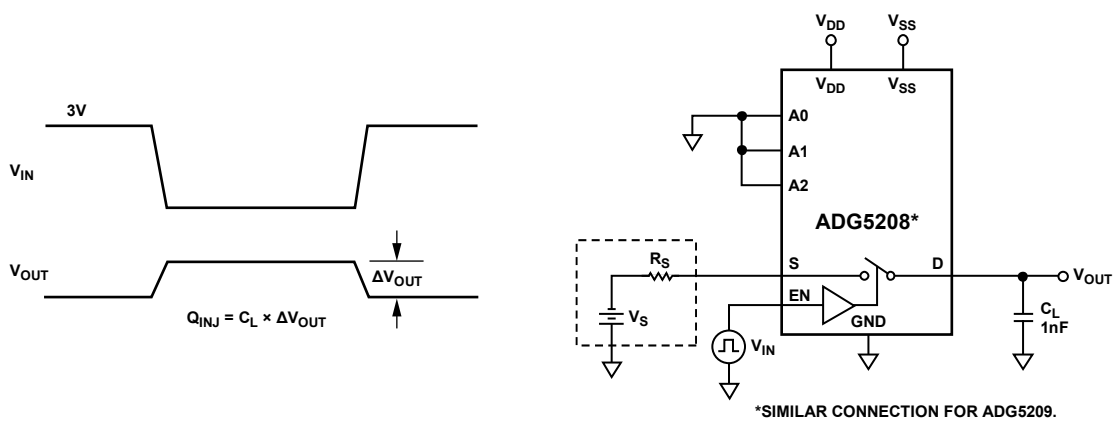 3V
VIN
VOUT
ΔVOUT
QINJ = CL × ΔVOUT
VDD
VSS
VDD
VSS
A0
A1
A2
ADG5208*
RS
S
D
VOUT
EN
VS
GND
CL
1nF
VIN
*SIMILAR CONNECTION FOR ADG5209.